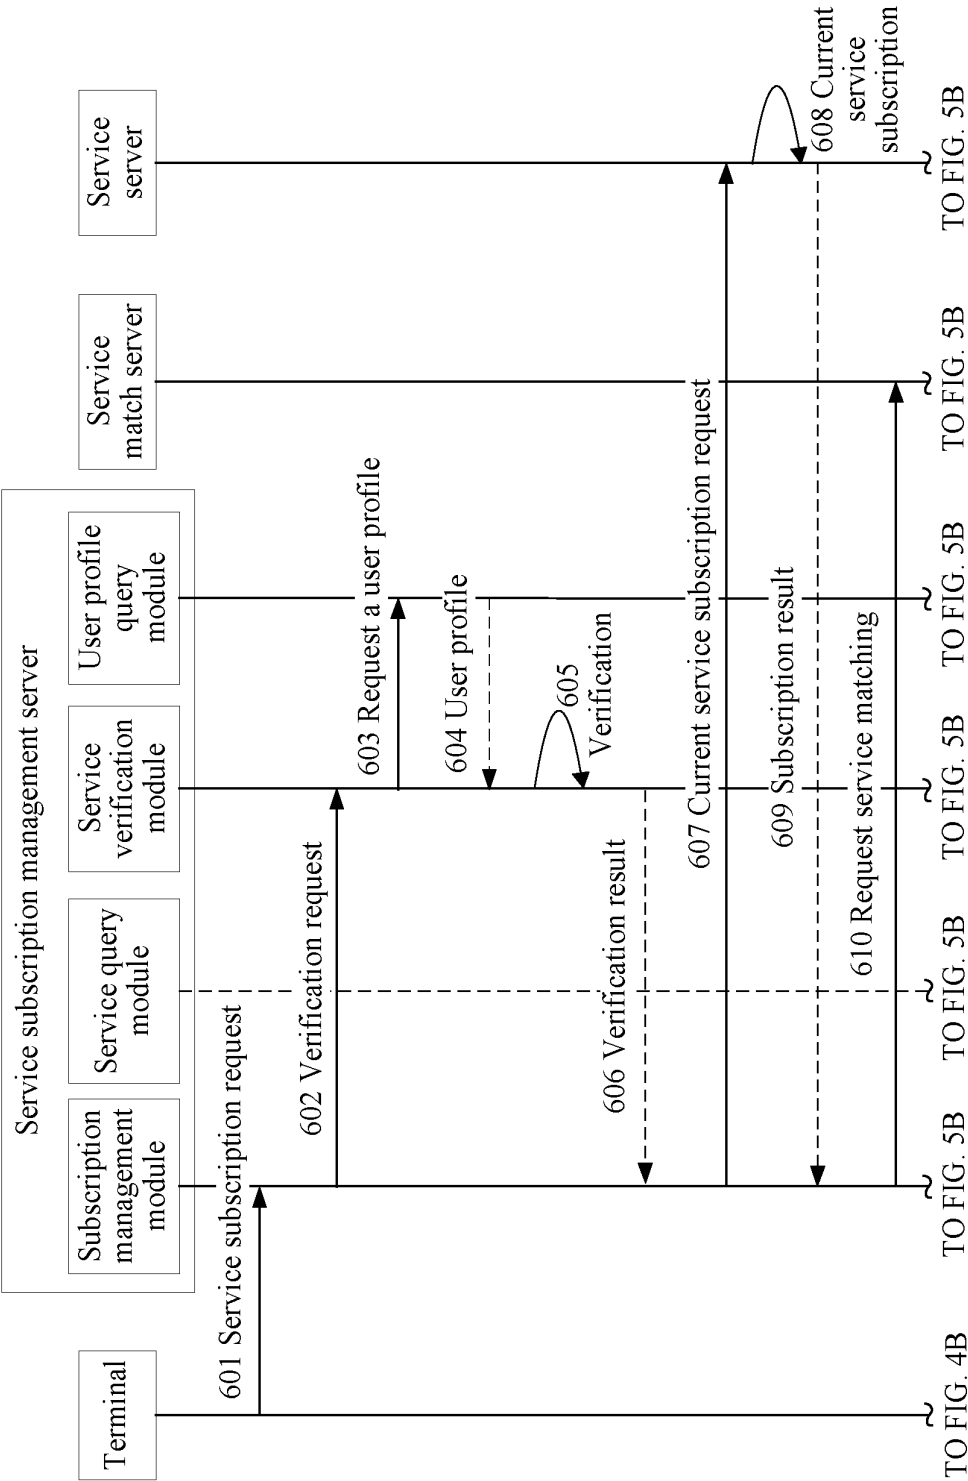 Service subscription management server
Terminal
Subscription
management
module
Service query
module
Service
verification
module
User profile
query
module
Service
match server
Service
server
601 Service subscription request
602 Verification request
603 Request a user profile
604 User profile
605
Verification
606 Verification result
607 Current service subscription request
608 Current
service
subscription
609 Subscription result
610 Request service matching
TO FIG. 4B
TO FIG. 5B
TO FIG. 5B
TO FIG. 5B
TO FIG. 5B
TO FIG. 5B
TO FIG. 5B